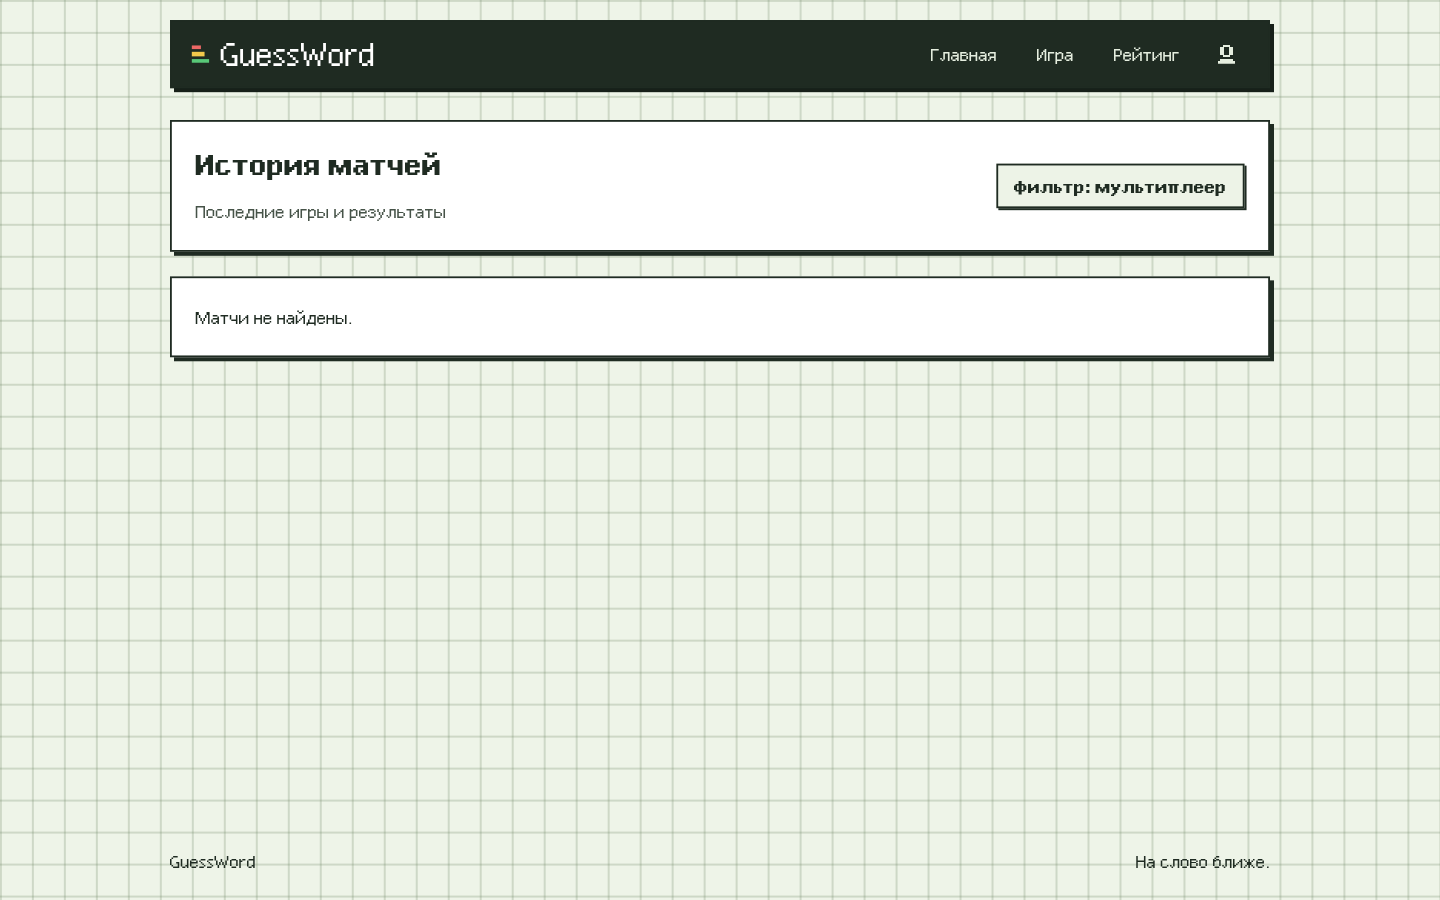 GuessWord
Главная
Игра
Рейтинг
История матчей
Последние игры и результаты
Фильтр: мультиплеер
Матчи не найдены.
GuessWord
На слово ближе.